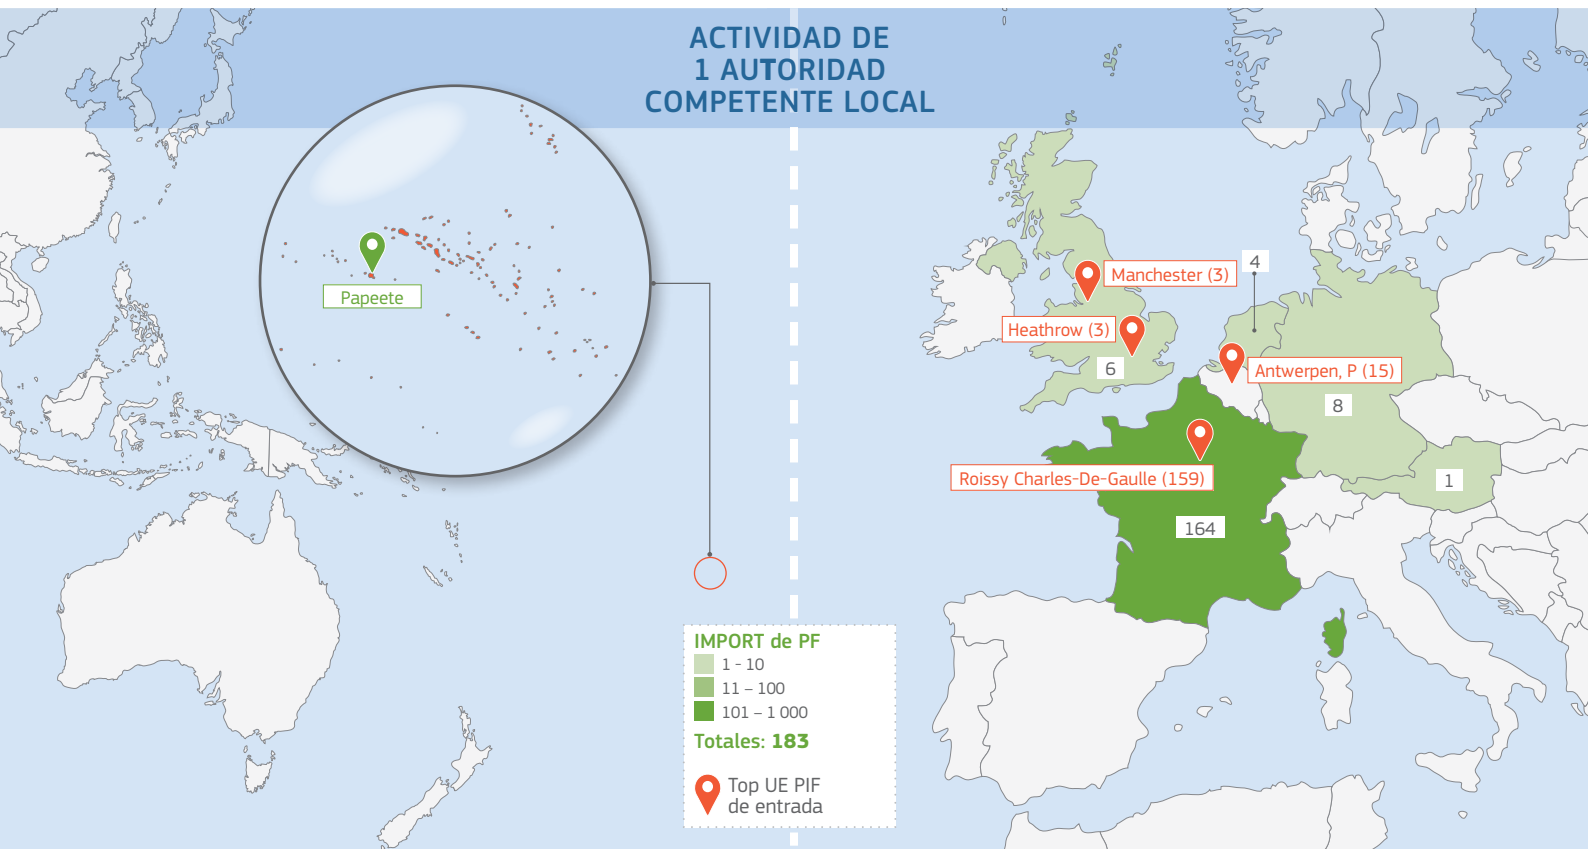 ACTIVIDAD DE
1 AUTORIDAD
COMPETENTE LOCAL
Papeete
Manchester (3)
4
Heathrow (3)
6
Antwerpen, P (15)
8
Roissy Charles-De-Gaulle (159)
1
164
IMPORT de PF
1 - 10
11 – 100
101 – 1 000
Totales: 183
Top UE PIF
de entrada